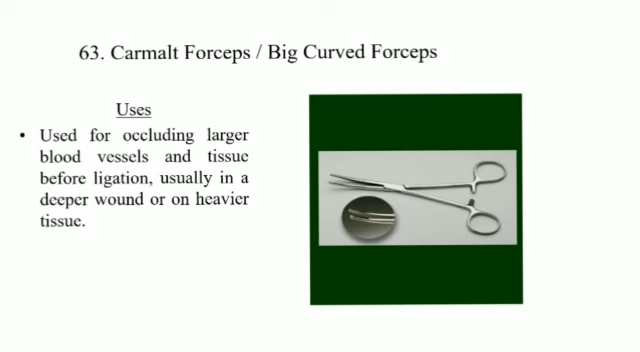 63. Carmalt Forceps / Big Curved Forceps
Uses
• Used for occluding larger
blood vessels and tissue
before ligation, usually in a
deeper wound or on heavier
tissue.